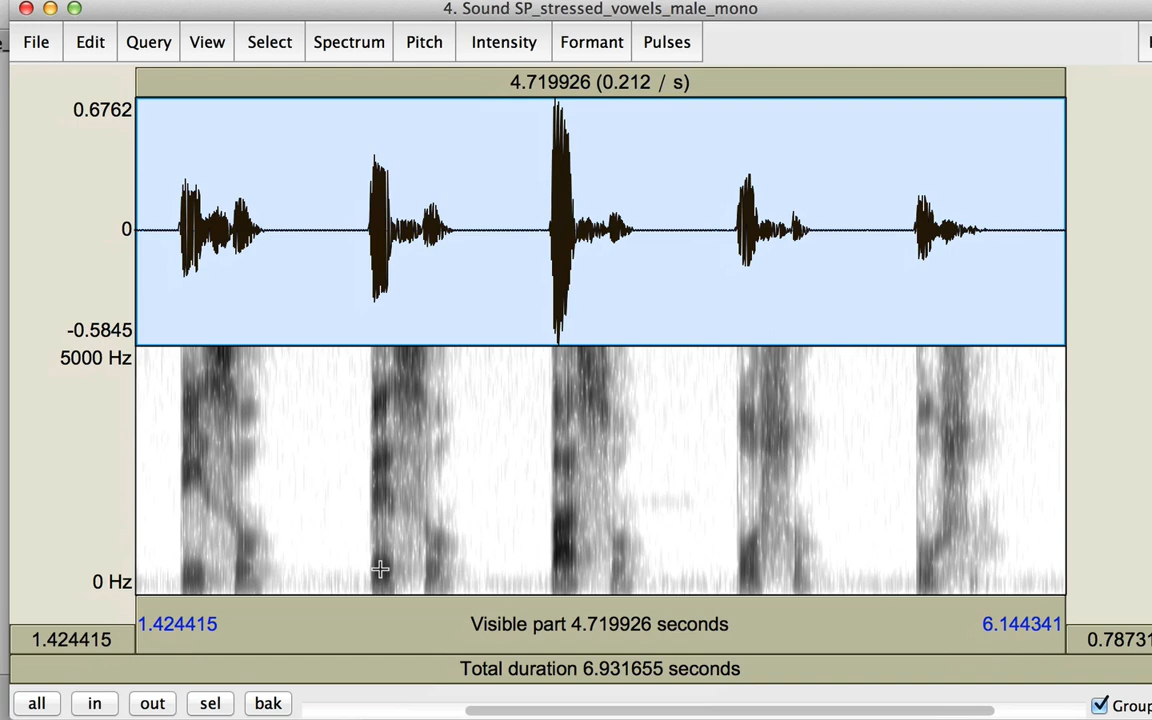 4. Sound SP_stressed_vowels_male_mono
File Edit Query View Select Spectrum Pitch Intensity Formant Pulses
4.719926 (0.212 / s)
0.6762
0
-0.5845
5000 Hz
0 Hz
1.424415 Visible part 4.719926 seconds 6.144341
1.424415 0.78731
Total duration 6.931655 seconds
all in out sel bak Group